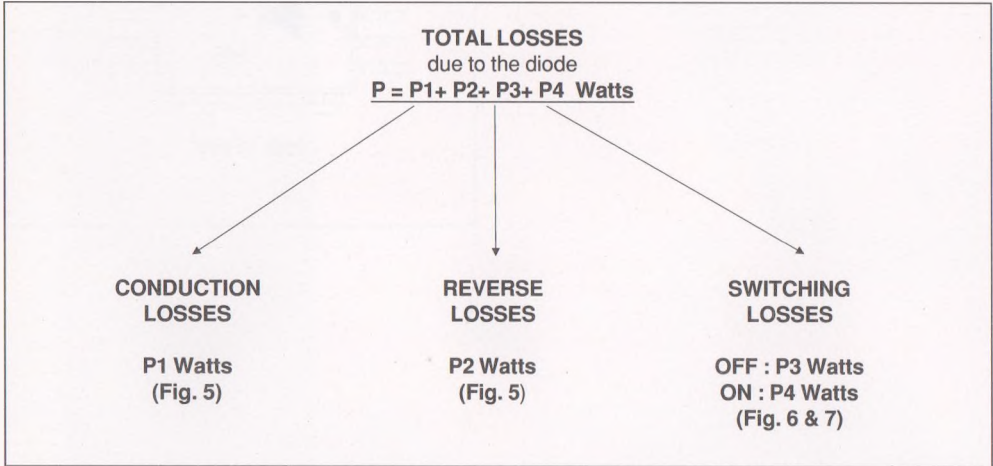 TOTAL LOSSES
due to the diode
P = P1+ P2+ P3+ P4 Watts
CONDUCTION
LOSSES
P1 Watts
(Fig. 5)
REVERSE
LOSSES
P2 Watts
(Fig. 5)
SWITCHING
LOSSES
OFF : P3 Watts
ON : P4 Watts
(Fig. 6 & 7)